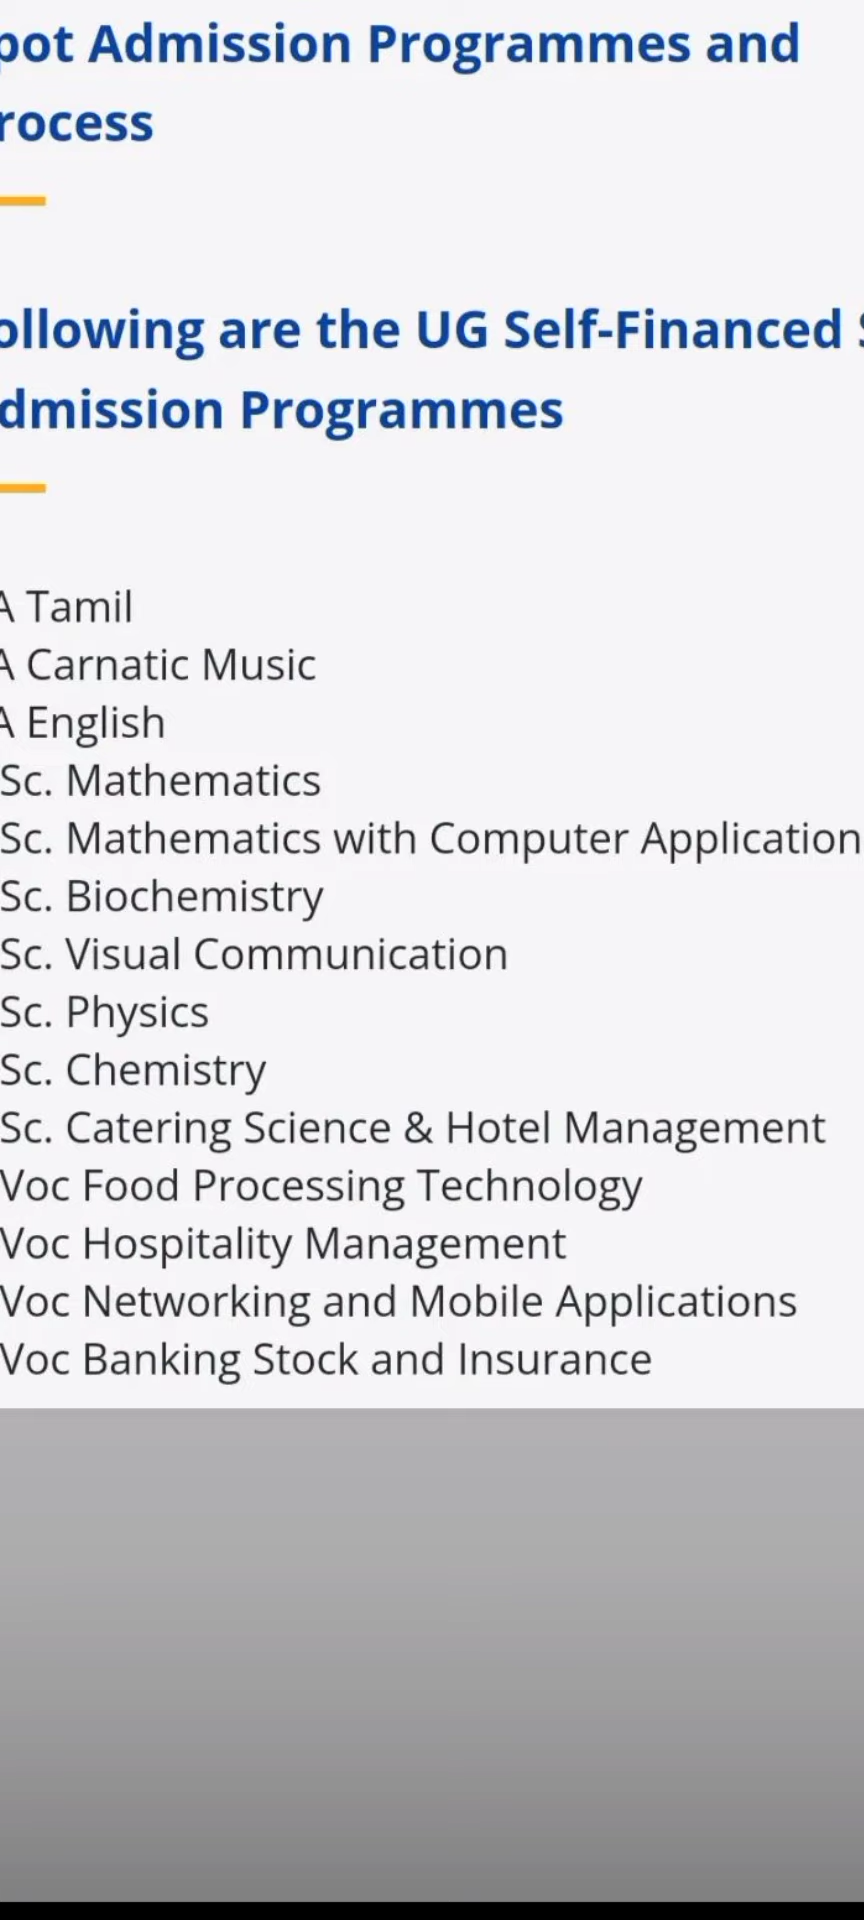 pot Admission Programmes and
rocess
ollowing are the UG Self-Financed S
dmission Programmes
A Tamil
A Carnatic Music
A English
Sc. Mathematics
Sc. Mathematics with Computer Application
Sc. Biochemistry
Sc. Visual Communication
Sc. Physics
Sc. Chemistry
Sc. Catering Science & Hotel Management
Voc Food Processing Technology
Voc Hospitality Management
Voc Networking and Mobile Applications
Voc Banking Stock and Insurance